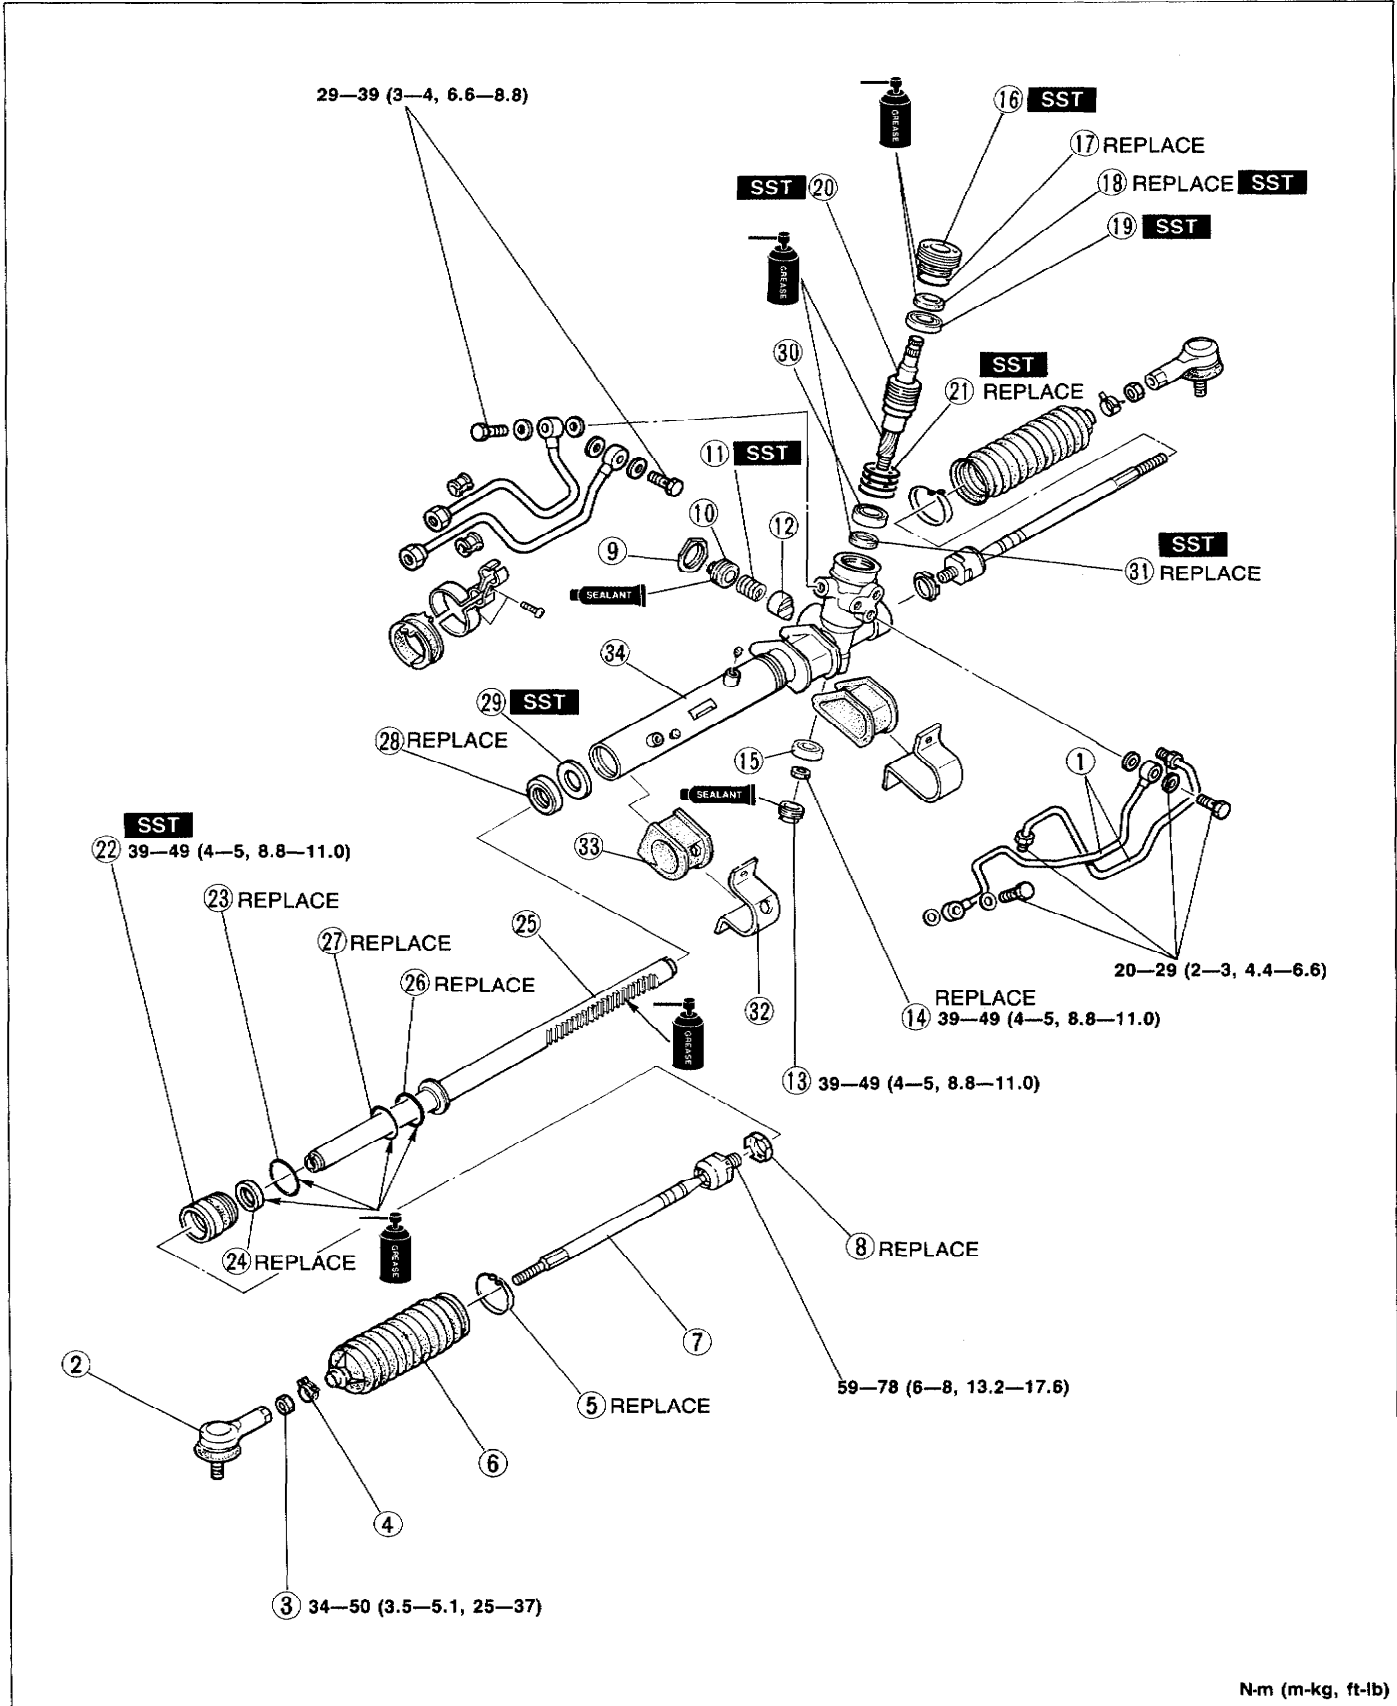 29—39 (3—4, 6.6—8.8)
GREASE
16 SST
17 REPLACE
18 REPLACE SST
19 SST
SST 20
GREASE
30
SST
21 REPLACE
11 SST
10
12
9
SEALANT
SST
31 REPLACE
34
29 SST
28 REPLACE
15
1
SEALANT
SST
22 39—49 (4—5, 8.8—11.0)
33
23 REPLACE
27 REPLACE
25
26 REPLACE
20—29 (2—3, 4.4—6.6)
32
REPLACE
14 39—49 (4—5, 8.8—11.0)
GREASE
13 39—49 (4—5, 8.8—11.0)
24 REPLACE
GREASE
8 REPLACE
7
2
59—78 (6—8, 13.2—17.6)
5 REPLACE
6
4
3 34—50 (3.5—5.1, 25—37)
N·m (m-kg, ft-lb)